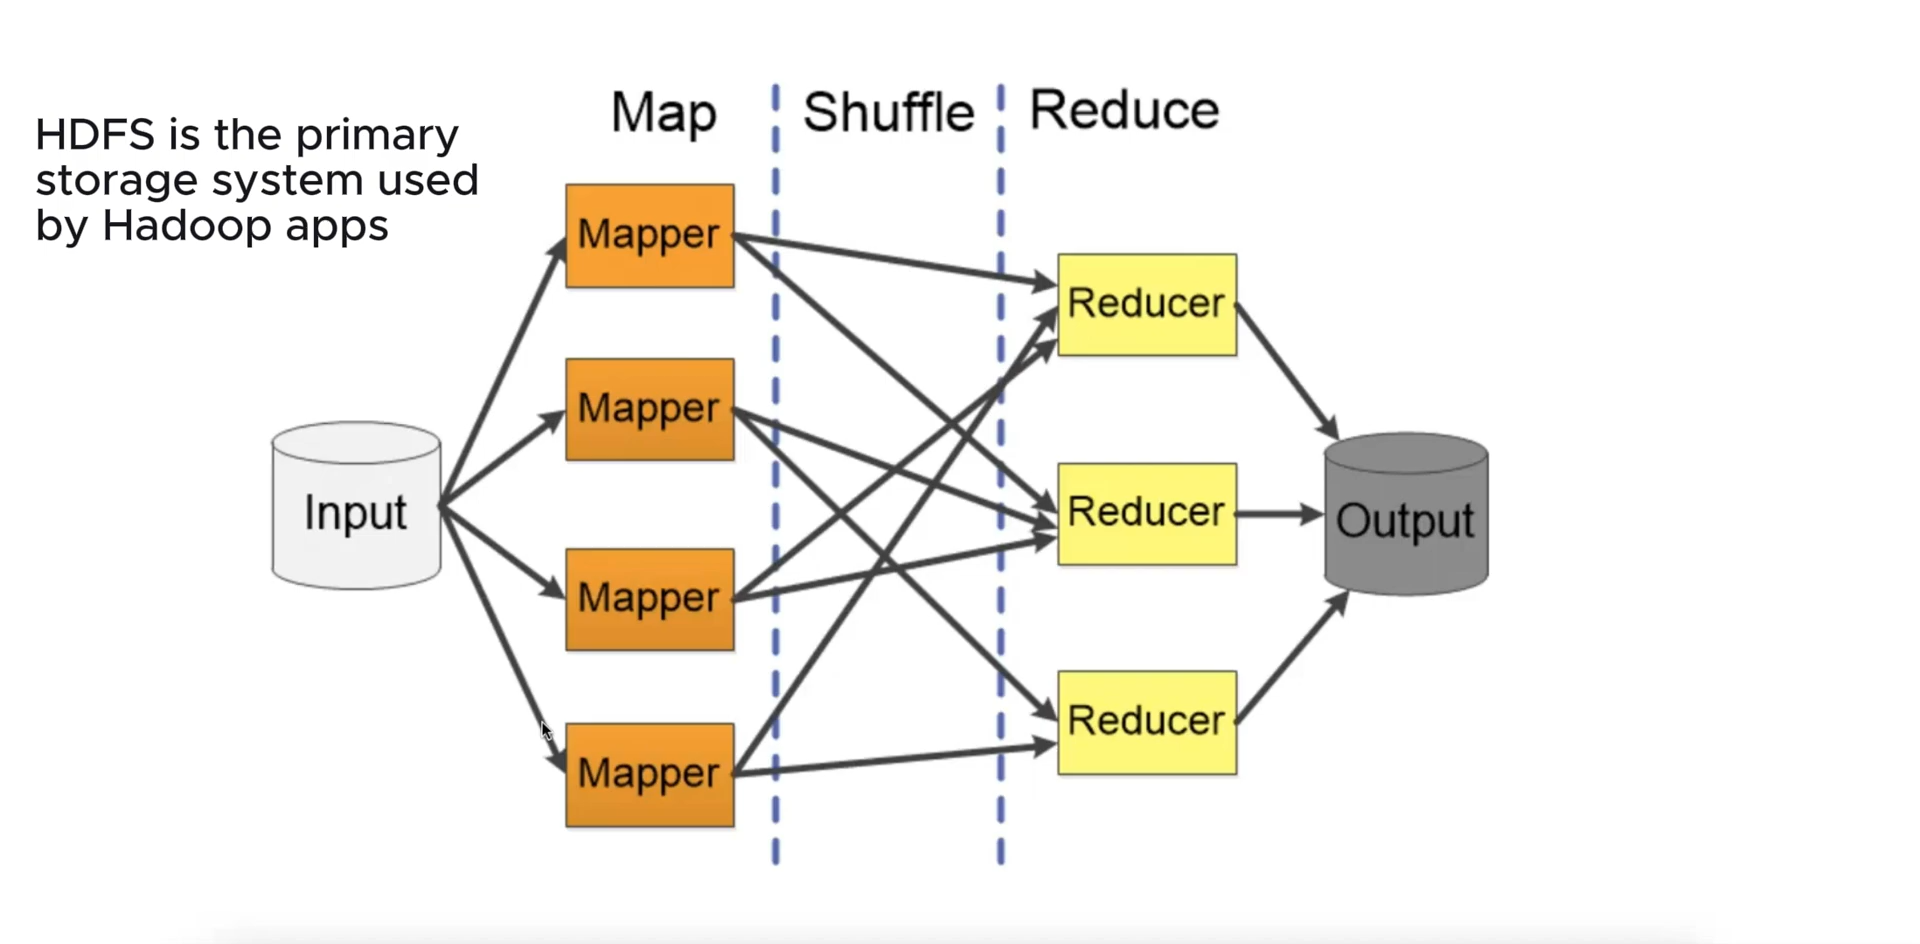 HDFS is the primary
storage system used
by Hadoop apps
Map
Shuffle
Reduce
Mapper
Mapper
Mapper
Mapper
Reducer
Reducer
Reducer
Input
Output